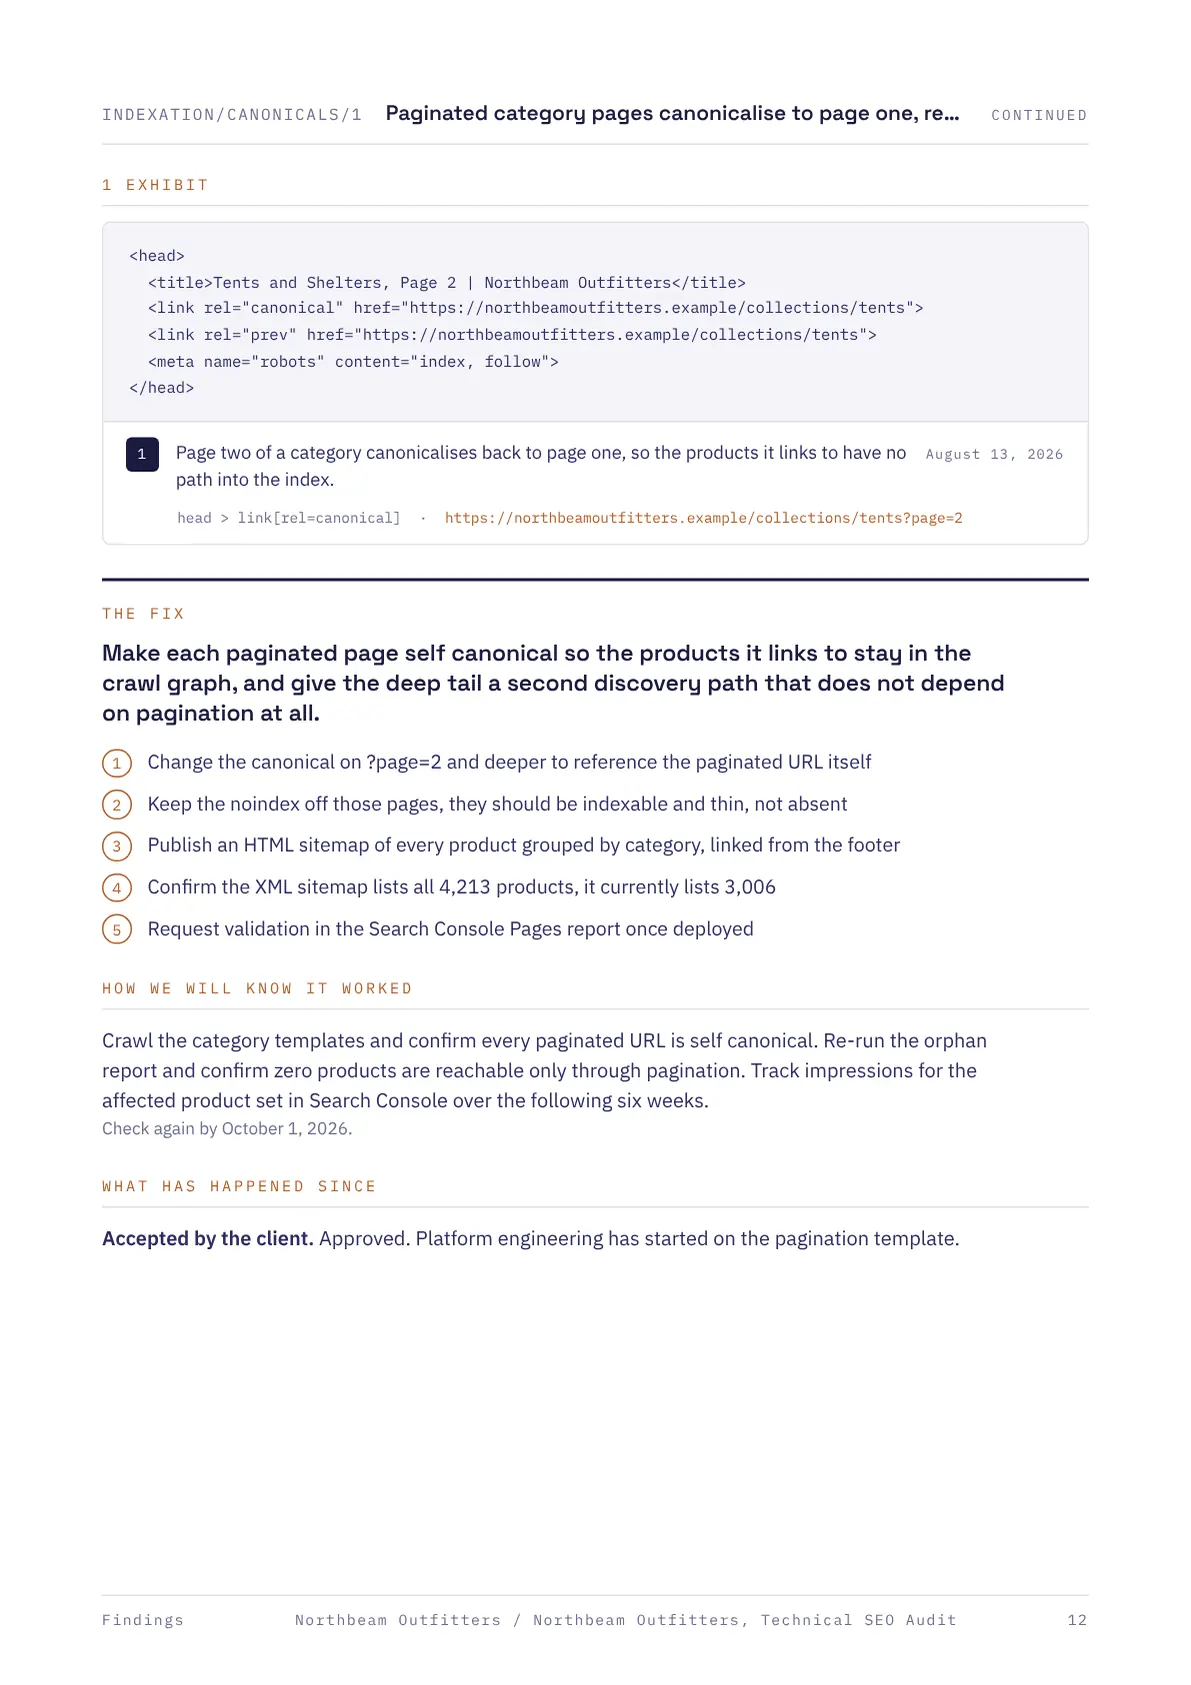 INDEXATION/CANONICALS/1 Paginated category pages canonicalise to page one, re... CONTINUED
1 EXHIBIT
<head>
  <title>Tents and Shelters, Page 2 | Northbeam Outfitters</title>
  <link rel="canonical" href="https://northbeamoutfitters.example/collections/tents">
  <link rel="prev" href="https://northbeamoutfitters.example/collections/tents">
  <meta name="robots" content="index, follow">
</head>
1 Page two of a category canonicalises back to page one, so the products it links to have no August 13, 2026
path into the index.
head > link[rel=canonical] · https://northbeamoutfitters.example/collections/tents?page=2
THE FIX
Make each paginated page self canonical so the products it links to stay in the
crawl graph, and give the deep tail a second discovery path that does not depend
on pagination at all.
1 Change the canonical on ?page=2 and deeper to reference the paginated URL itself
2 Keep the noindex off those pages, they should be indexable and thin, not absent
3 Publish an HTML sitemap of every product grouped by category, linked from the footer
4 Confirm the XML sitemap lists all 4,213 products, it currently lists 3,006
5 Request validation in the Search Console Pages report once deployed
HOW WE WILL KNOW IT WORKED
Crawl the category templates and confirm every paginated URL is self canonical. Re-run the orphan
report and confirm zero products are reachable only through pagination. Track impressions for the
affected product set in Search Console over the following six weeks.
Check again by October 1, 2026.
WHAT HAS HAPPENED SINCE
Accepted by the client. Approved. Platform engineering has started on the pagination template.
Findings Northbeam Outfitters / Northbeam Outfitters, Technical SEO Audit 12